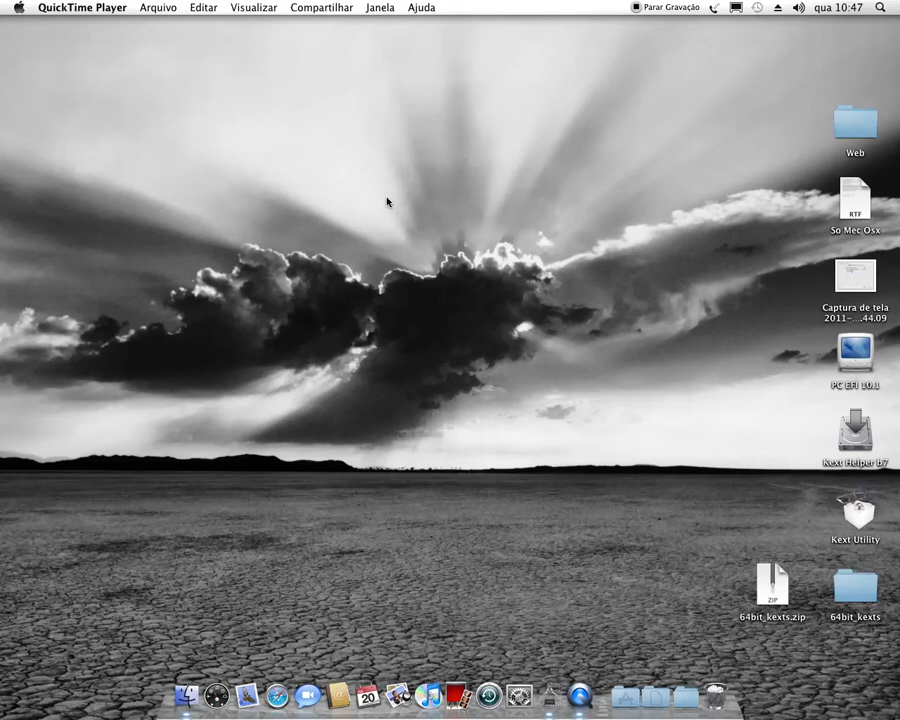 QuickTime Player Arquivo Editar Visualizar Compartilhar Janela Ajuda Parar Gravação qua 10:47
Web
RTF
So Mec Osx
Captura de tela
2011-...44.09
PC EFI 10.1
Kext Helper b7
Kext Utility
ZIP
64bit_kexts.zip
64bit_kexts
20